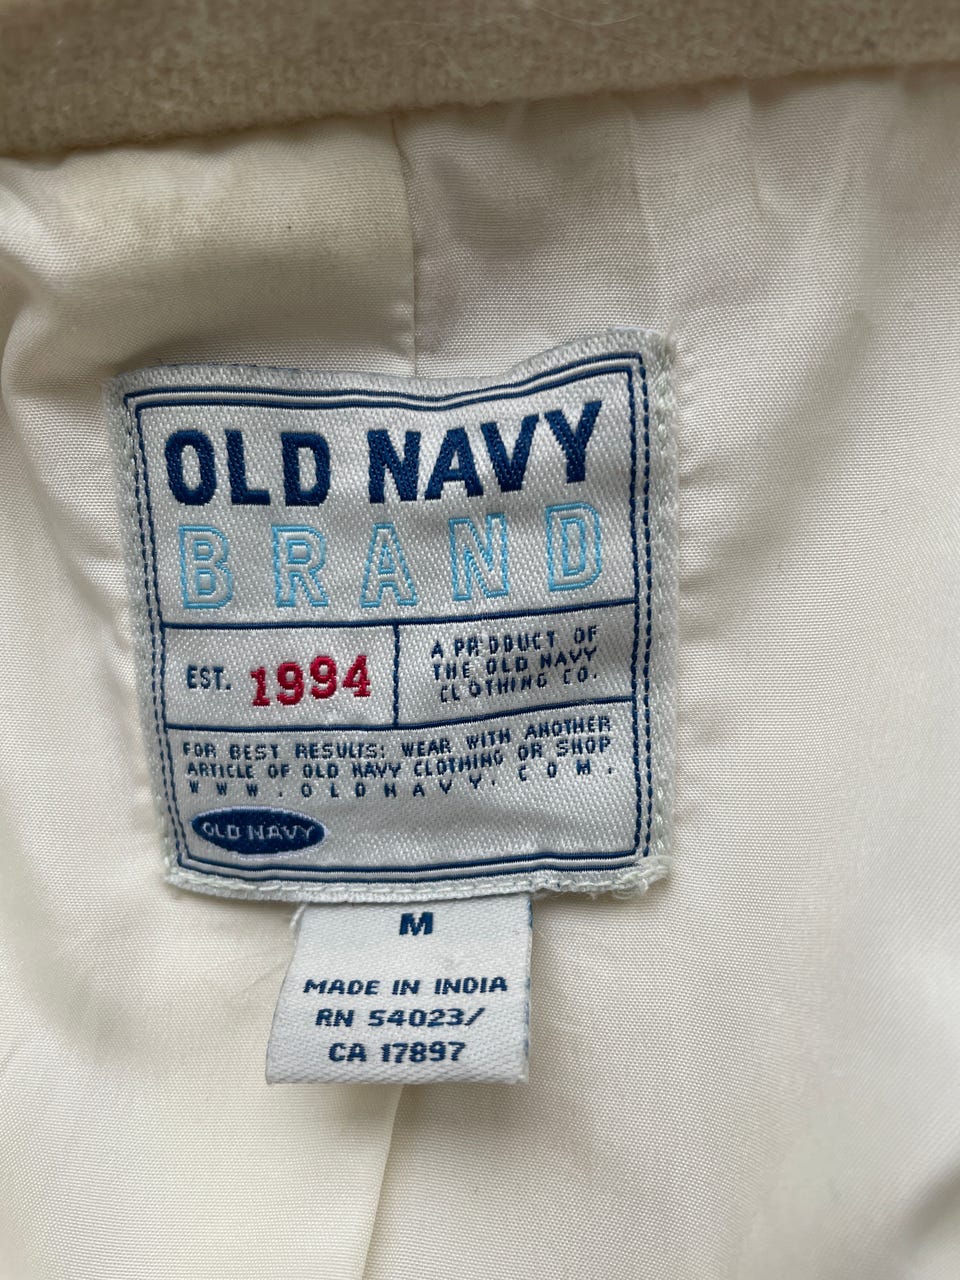 OLD NAVY
BRAND
EST. 1994
A PRODUCT OF
THE OLD NAVY
CLOTHING CO.
FOR BEST RESULTS: WEAR WITH ANOTHER
ARTICLE OF OLD NAVY CLOTHING OR SHOP
WWW.OLDNAVY.COM.
OLD NAVY
M
MADE IN INDIA
RN 54023/
CA 17897